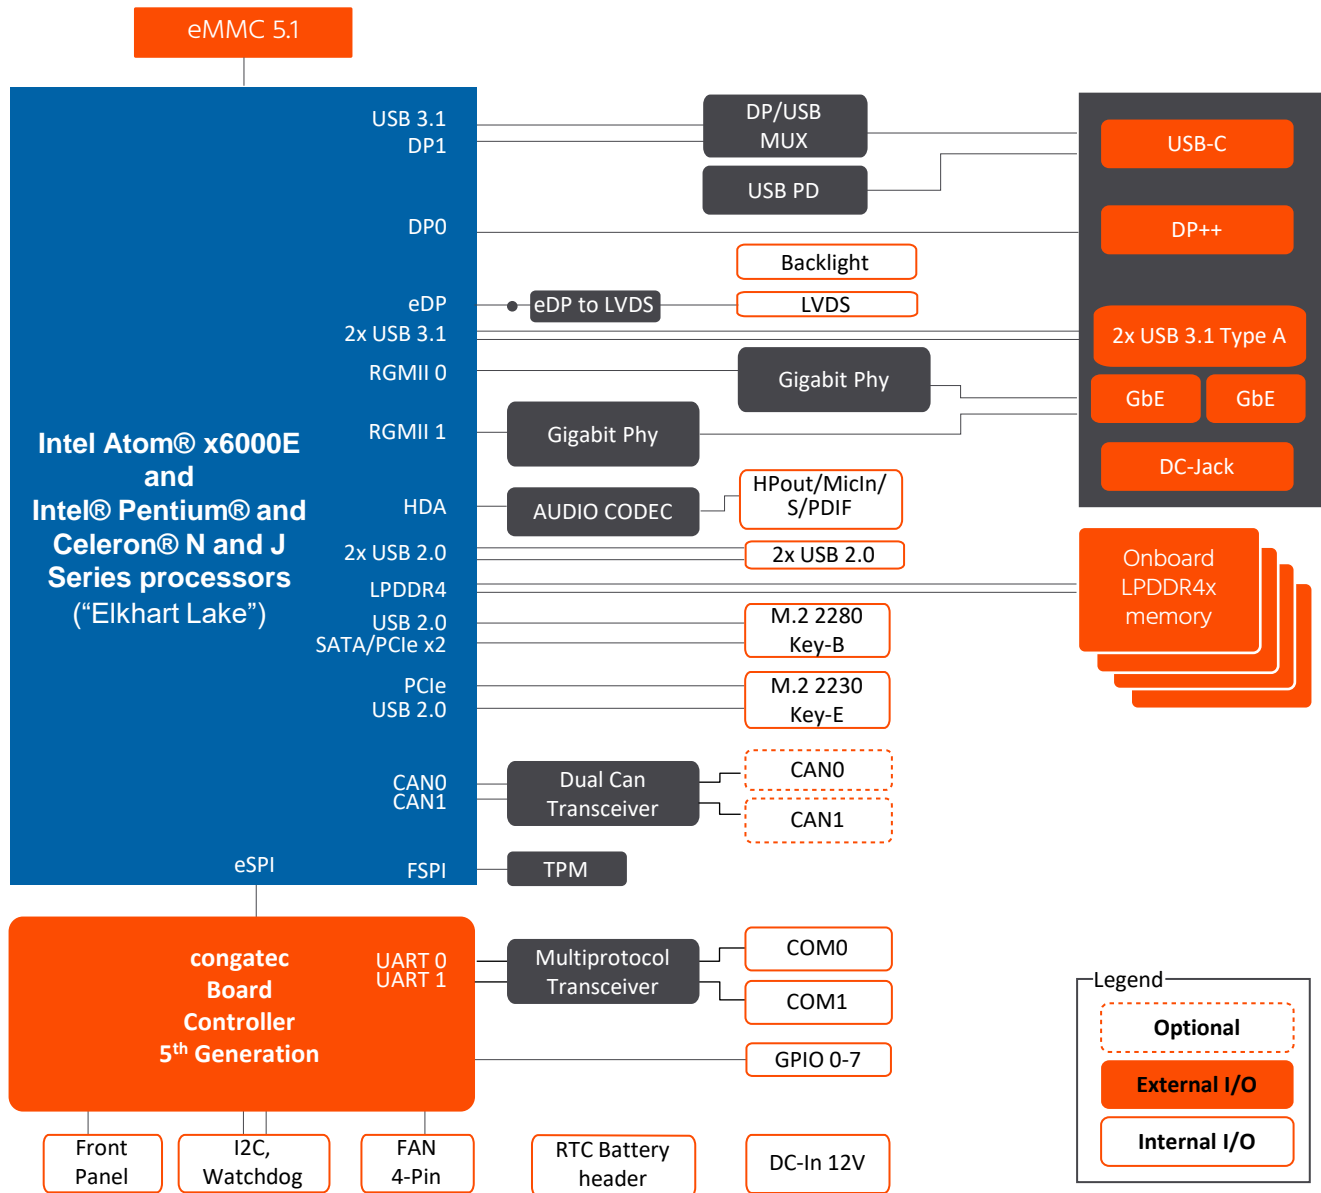 eMMC 5.1
USB 3.1
DP1
DP0
eDP
2x USB 3.1
RGMII 0
RGMII 1
HDA
2x USB 2.0
LPDDR4
USB 2.0
SATA/PCIe x2
PCIe
USB 2.0
CAN0
CAN1
eSPI
FSPI
Intel Atom® x6000E
and
Intel® Pentium® and
Celeron® N and J
Series processors
(“Elkhart Lake”)
DP/USB
MUX
USB PD
Backlight
eDP to LVDS
LVDS
Gigabit Phy
Gigabit Phy
AUDIO CODEC
HPout/MicIn/
S/PDIF
2x USB 2.0
M.2 2280
Key-B
M.2 2230
Key-E
Dual Can
Transceiver
CAN0
CAN1
TPM
USB-C
DP++
2x USB 3.1 Type A
GbE
GbE
DC-Jack
Onboard
LPDDR4x
memory
congatec
Board
Controller
5th Generation
UART 0
UART 1
Multiprotocol
Transceiver
COM0
COM1
GPIO 0-7
Front
Panel
I2C,
Watchdog
FAN
4-Pin
RTC Battery
header
DC-In 12V
Legend
Optional
External I/O
Internal I/O